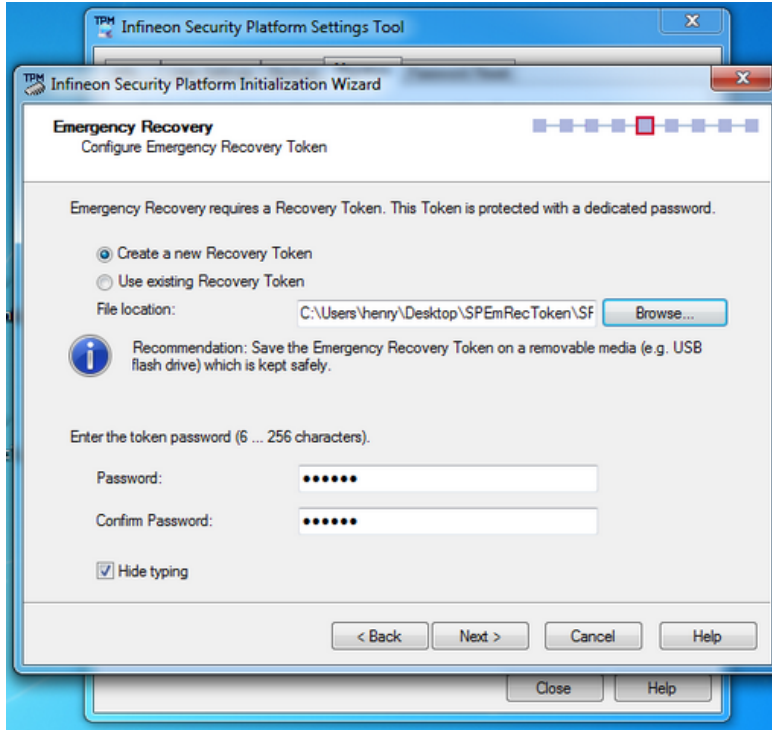 TPM Infineon Security Platform Settings Tool
TPM Infineon Security Platform Initialization Wizard
Emergency Recovery
Configure Emergency Recovery Token
Emergency Recovery requires a Recovery Token. This Token is protected with a dedicated password.
Create a new Recovery Token
Use existing Recovery Token
File location: C:\Users\henry\Desktop\SPEmRecToken\SF Browse...
Recommendation: Save the Emergency Recovery Token on a removable media (e.g. USB
flash drive) which is kept safely.
Enter the token password (6 ... 256 characters).
Password: ••••••
Confirm Password: ••••••
Hide typing
< Back Next > Cancel Help
Close Help